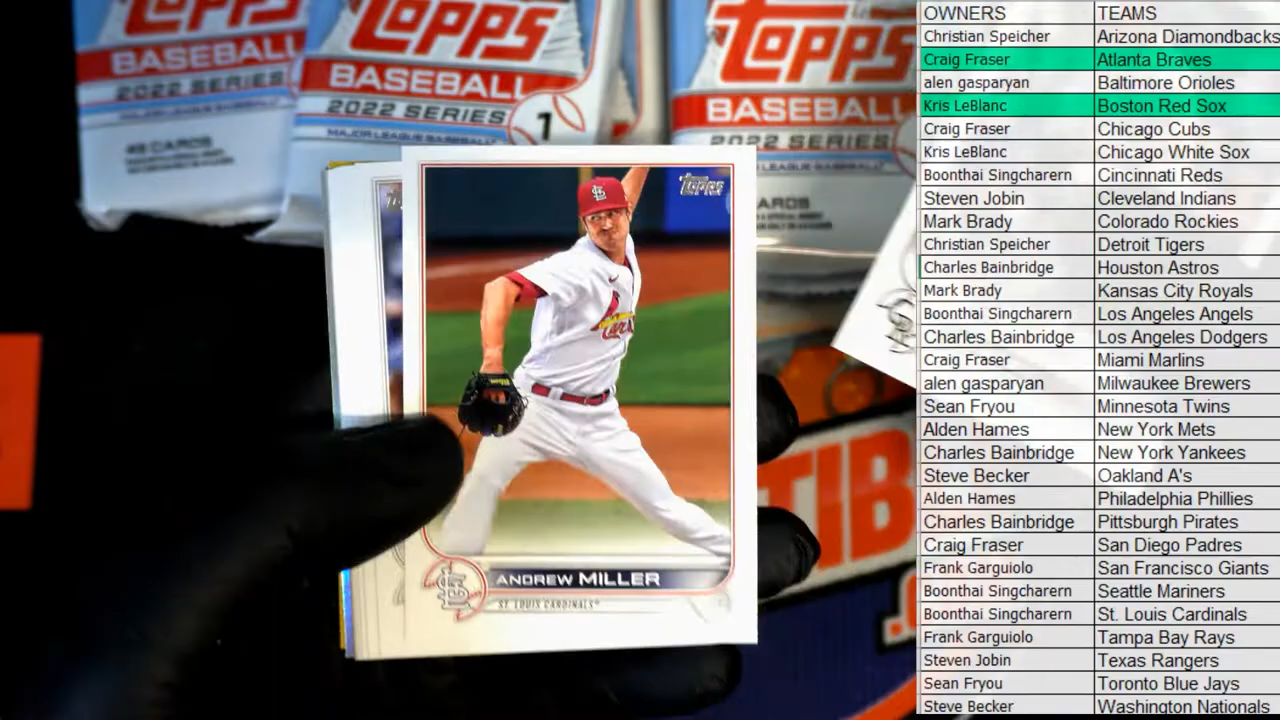 TOPPS
BASEBALL
2022 SERIES
TOPPS
BASEBALL
2022 SERIES
1
MAJOR LEAGUE BASEBALL
TOPPS
BASEBALL
2022 SERIES
48 CARDS
CARDS
Topps
TIB
ANDREW MILLER
ST. LOUIS CARDINALS
OWNERS TEAMS
Christian Speicher Arizona Diamondbacks
Craig Fraser Atlanta Braves
alen gasparyan Baltimore Orioles
Kris LeBlanc Boston Red Sox
Craig Fraser Chicago Cubs
Kris LeBlanc Chicago White Sox
Boonthai Singcharern Cincinnati Reds
Steven Jobin Cleveland Indians
Mark Brady Colorado Rockies
Christian Speicher Detroit Tigers
Charles Bainbridge Houston Astros
Mark Brady Kansas City Royals
Boonthai Singcharern Los Angeles Angels
Charles Bainbridge Los Angeles Dodgers
Craig Fraser Miami Marlins
alen gasparyan Milwaukee Brewers
Sean Fryou Minnesota Twins
Alden Hames New York Mets
Charles Bainbridge New York Yankees
Steve Becker Oakland A's
Alden Hames Philadelphia Phillies
Charles Bainbridge Pittsburgh Pirates
Craig Fraser San Diego Padres
Frank Garguiolo San Francisco Giants
Boonthai Singcharern Seattle Mariners
Boonthai Singcharern St. Louis Cardinals
Frank Garguiolo Tampa Bay Rays
Steven Jobin Texas Rangers
Sean Fryou Toronto Blue Jays
Steve Becker Washington Nationals